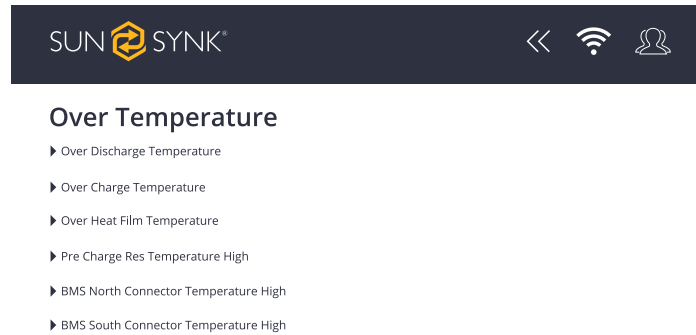 SUN SYNK®
Over Temperature
Over Discharge Temperature
Over Charge Temperature
Over Heat Film Temperature
Pre Charge Res Temperature High
BMS North Connector Temperature High
BMS South Connector Temperature High